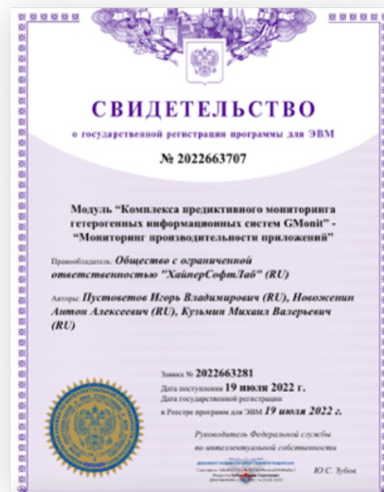 СВИДЕТЕЛЬСТВО
о государственной регистрации программы для ЭВМ
№ 2022663707
Модуль “Комплекса предиктивного мониторинга
гетерогенных информационных систем GMonit” -
“Мониторинг производительности приложений”
Правообладатель: Общество с ограниченной
ответственностью "ХайперСофтЛаб" (RU)
Авторы: Пустоветов Игорь Владимирович (RU), Новоженин
Антон Алексеевич (RU), Кузьмин Михаил Валерьевич
(RU)
Заявка № 2022663281
Дата поступления 19 июля 2022 г.
Дата государственной регистрации
в Реестре программ для ЭВМ 19 июля 2022 г.
Руководитель Федеральной службы
по интеллектуальной собственности
Ю.С. Зубов